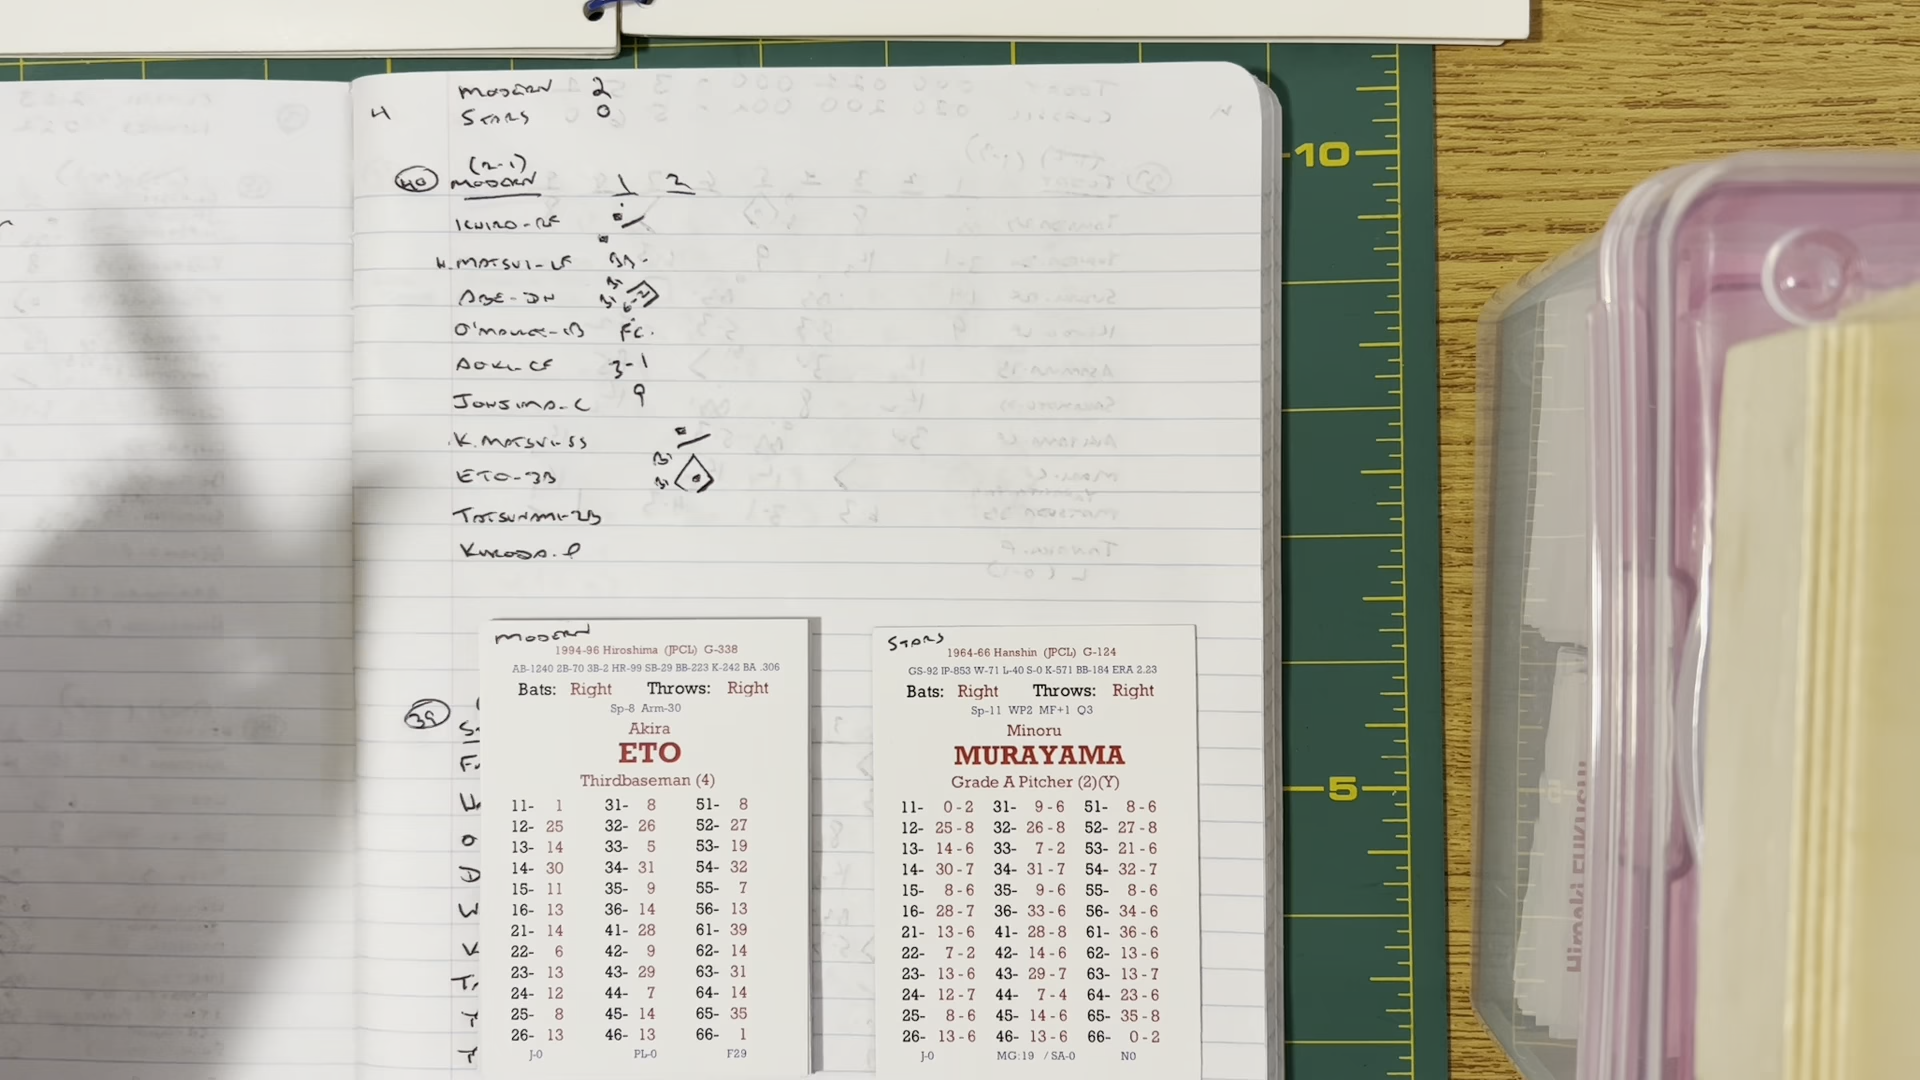 MODERN 2
4 STARS 0
(2-1)
40 MODERN 1 2
ICHIRO-RF
H. MATSUI-LF BB
ABE-DH
O'MALLEY-1B FC.
AOKI-CF 3-1
JOHJIMA-C 9
K. MATSUI-SS
ETO-3B
TATSUNAMI-2B
KURODA-P
39
MODERN
1994-96 Hiroshima (JPCL) G-338
AB-1240 2B-70 3B-2 HR-99 SB-29 BB-223 K-242 BA .306
Bats: Right Throws: Right
Sp-8 Arm-30
Akira
ETO
Thirdbaseman (4)
11- 1 31- 8 51- 8
12- 25 32- 26 52- 27
13- 14 33- 5 53- 19
14- 30 34- 31 54- 32
15- 11 35- 9 55- 7
16- 13 36- 14 56- 13
21- 14 41- 28 61- 39
22- 6 42- 9 62- 14
23- 13 43- 29 63- 31
24- 12 44- 7 64- 14
25- 8 45- 14 65- 35
26- 13 46- 13 66- 1
J-0 PL-0 F29
STARS
1964-66 Hanshin (JPCL) G-124
GS-92 IP-853 W-71 L-40 S-0 K-571 BB-184 ERA 2.23
Bats: Right Throws: Right
Sp-11 WP2 MF+1 Q3
Minoru
MURAYAMA
Grade A Pitcher (2)(Y)
11- 0-2 31- 9-6 51- 8-6
12- 25-8 32- 26-8 52- 27-8
13- 14-6 33- 7-2 53- 21-6
14- 30-7 34- 31-7 54- 32-7
15- 8-6 35- 9-6 55- 8-6
16- 28-7 36- 33-6 56- 34-6
21- 13-6 41- 28-8 61- 36-6
22- 7-2 42- 14-6 62- 13-6
23- 13-6 43- 29-7 63- 13-7
24- 12-7 44- 7-4 64- 23-6
25- 8-6 45- 14-6 65- 35-8
26- 13-6 46- 13-6 66- 0-2
J-0 MG:19 /SA-0 N0
10
5
Hiroki FUKUSHI